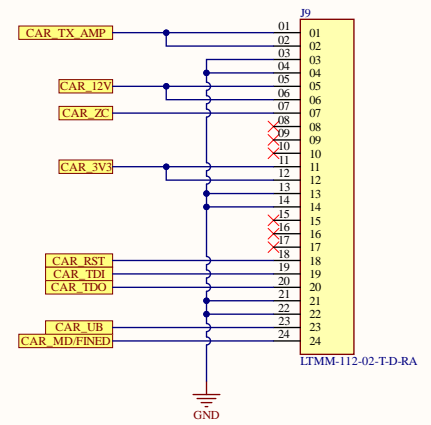 J9
CAR_TX_AMP 01 01
02 02
03 03
04 04
CAR_12V 05 05
06 06
CAR_ZC 07 07
08 08
09 09
10 10
CAR_3V3 11 11
12 12
13 13
14 14
15 15
16 16
17 17
CAR_RST 18 18
CAR_TDI 19 19
CAR_TDO 20 20
21 21
22 22
CAR_UB 23 23
CAR_MD/FINED 24 24
LTMM-112-02-T-D-RA
GND